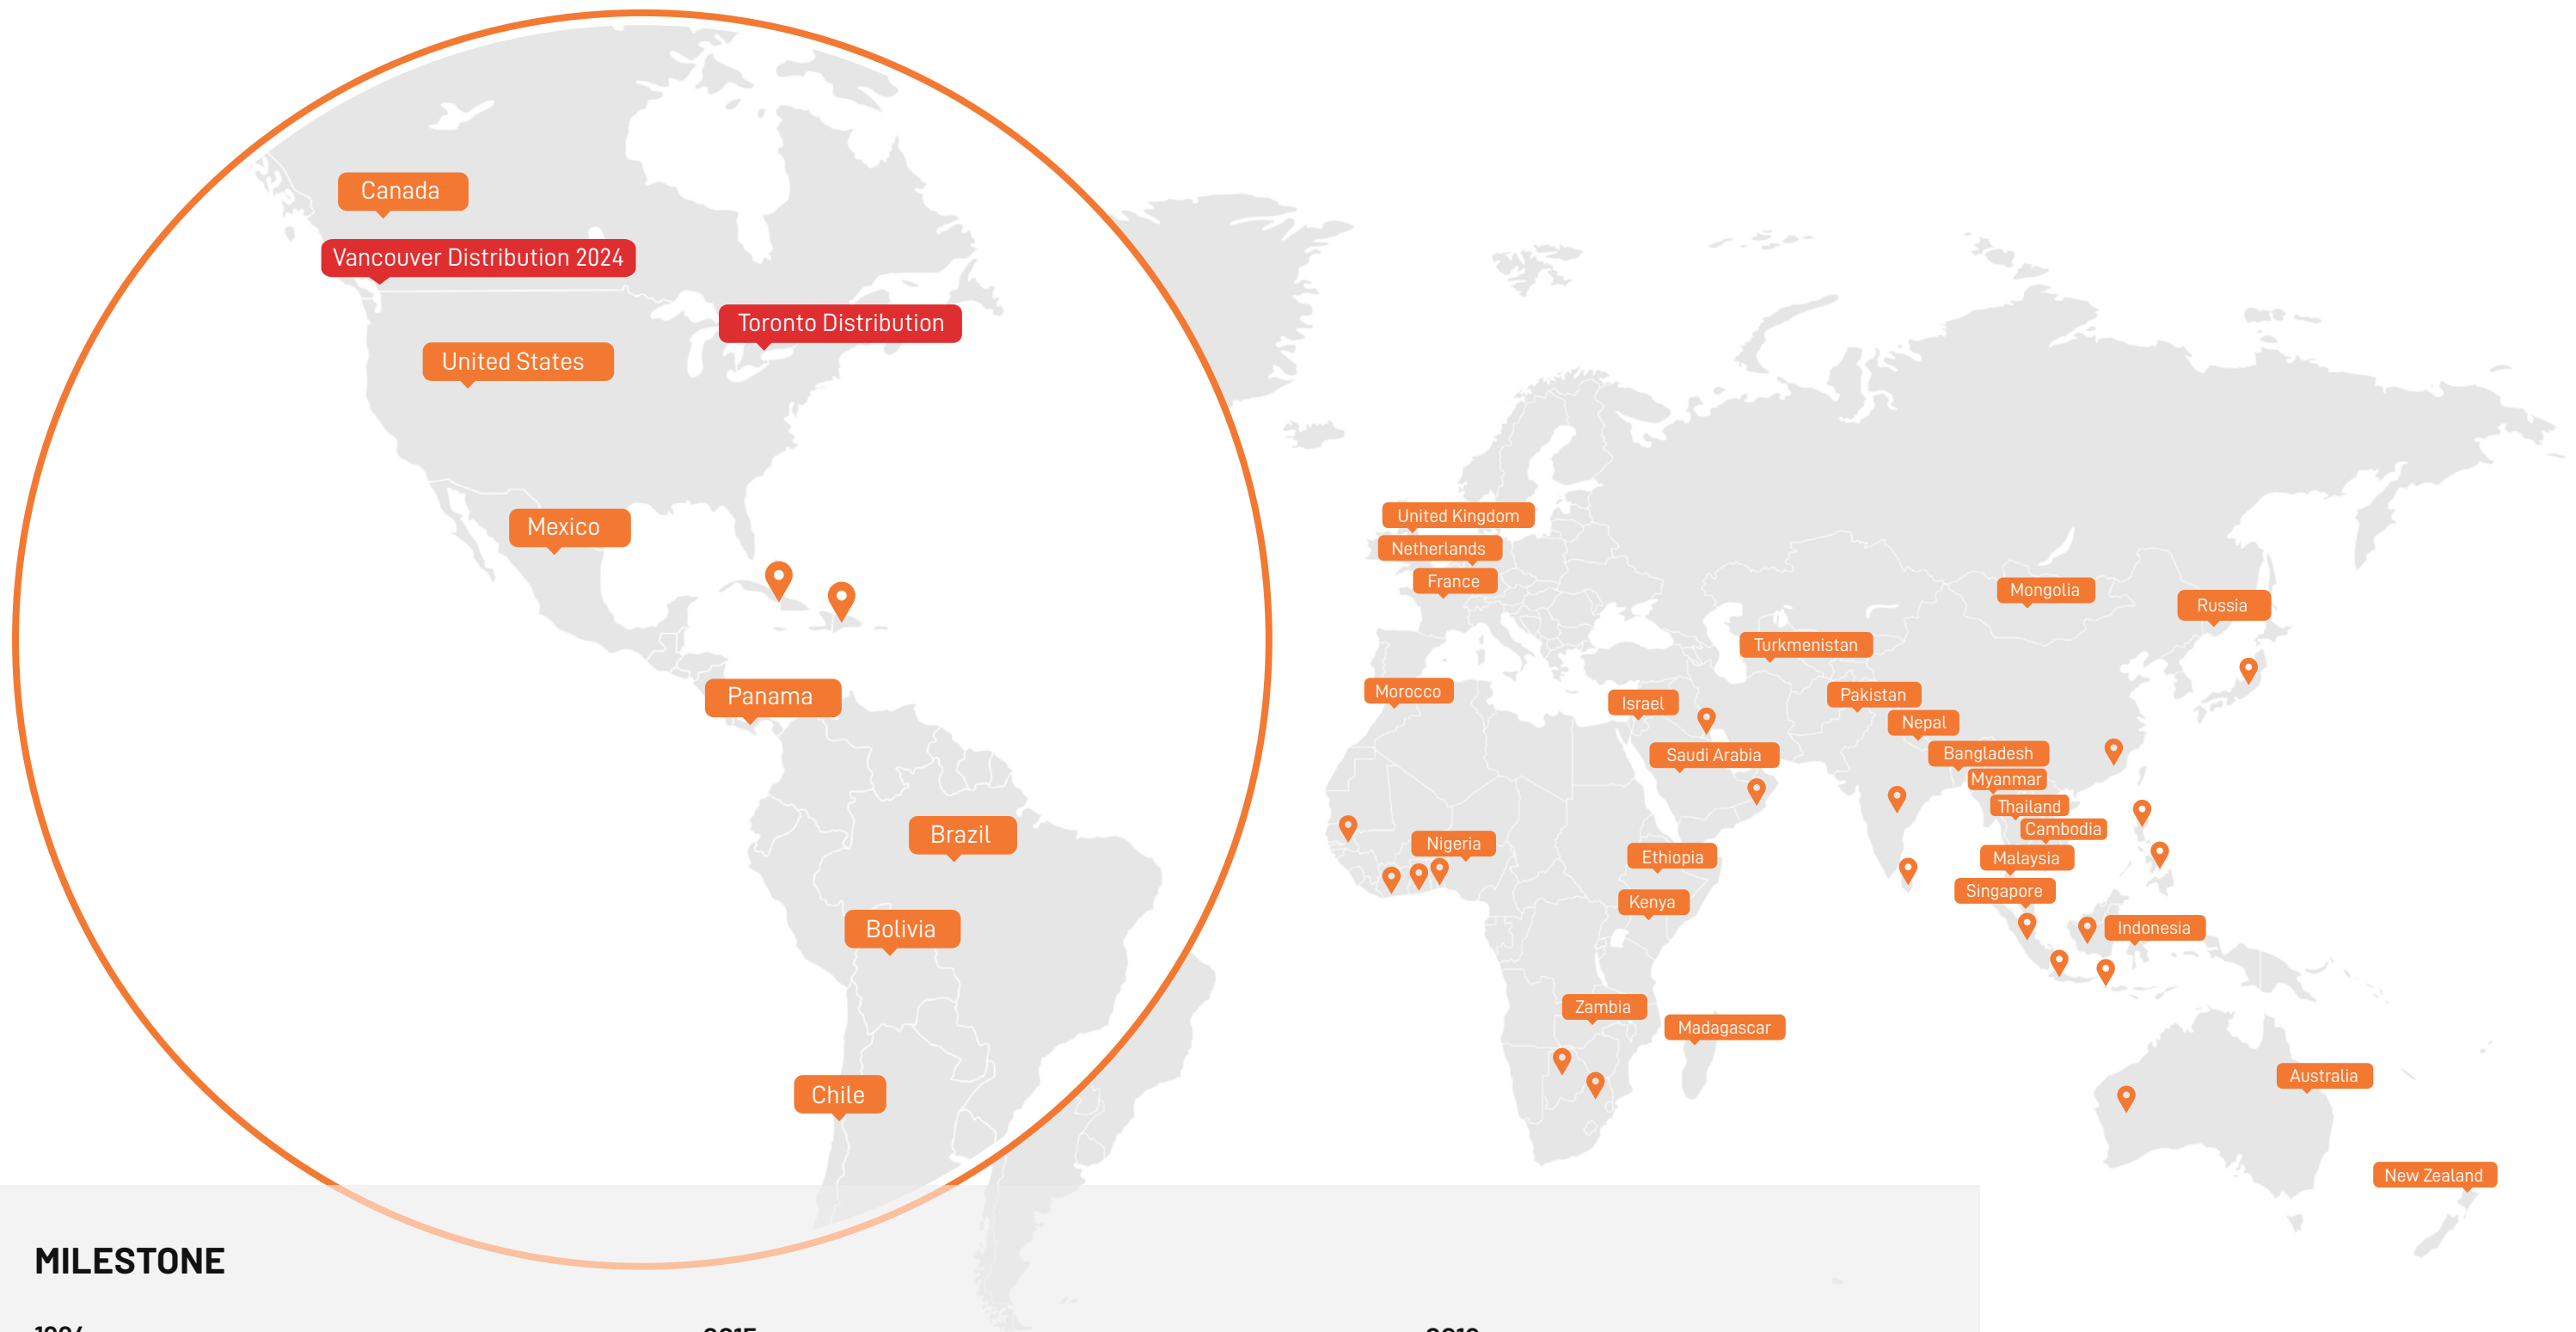 Canada
Vancouver Distribution 2024
Toronto Distribution
United States
Mexico
Panama
Brazil
Bolivia
Chile
United Kingdom
Netherlands
France
Mongolia
Russia
Turkmenistan
Morocco
Israel
Pakistan
Nepal
Saudi Arabia
Bangladesh
Myanmar
Thailand
Cambodia
Nigeria
Ethiopia
Malaysia
Singapore
Kenya
Indonesia
Zambia
Madagascar
Australia
New Zealand
MILESTONE